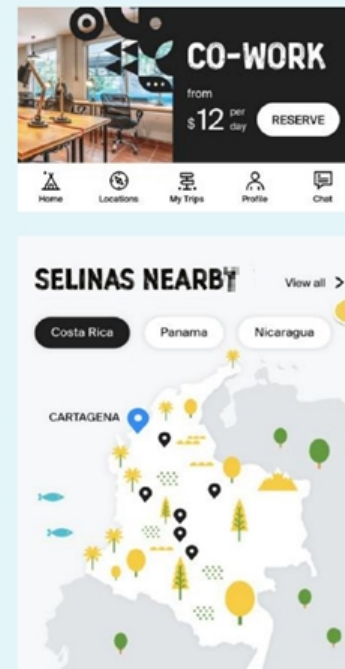 CO-WORK
from
$12 per day
RESERVE
Home Locations My Trips Profile Chat
SELINAS NEARBY
View all >
Costa Rica Panama Nicaragua
CARTAGENA